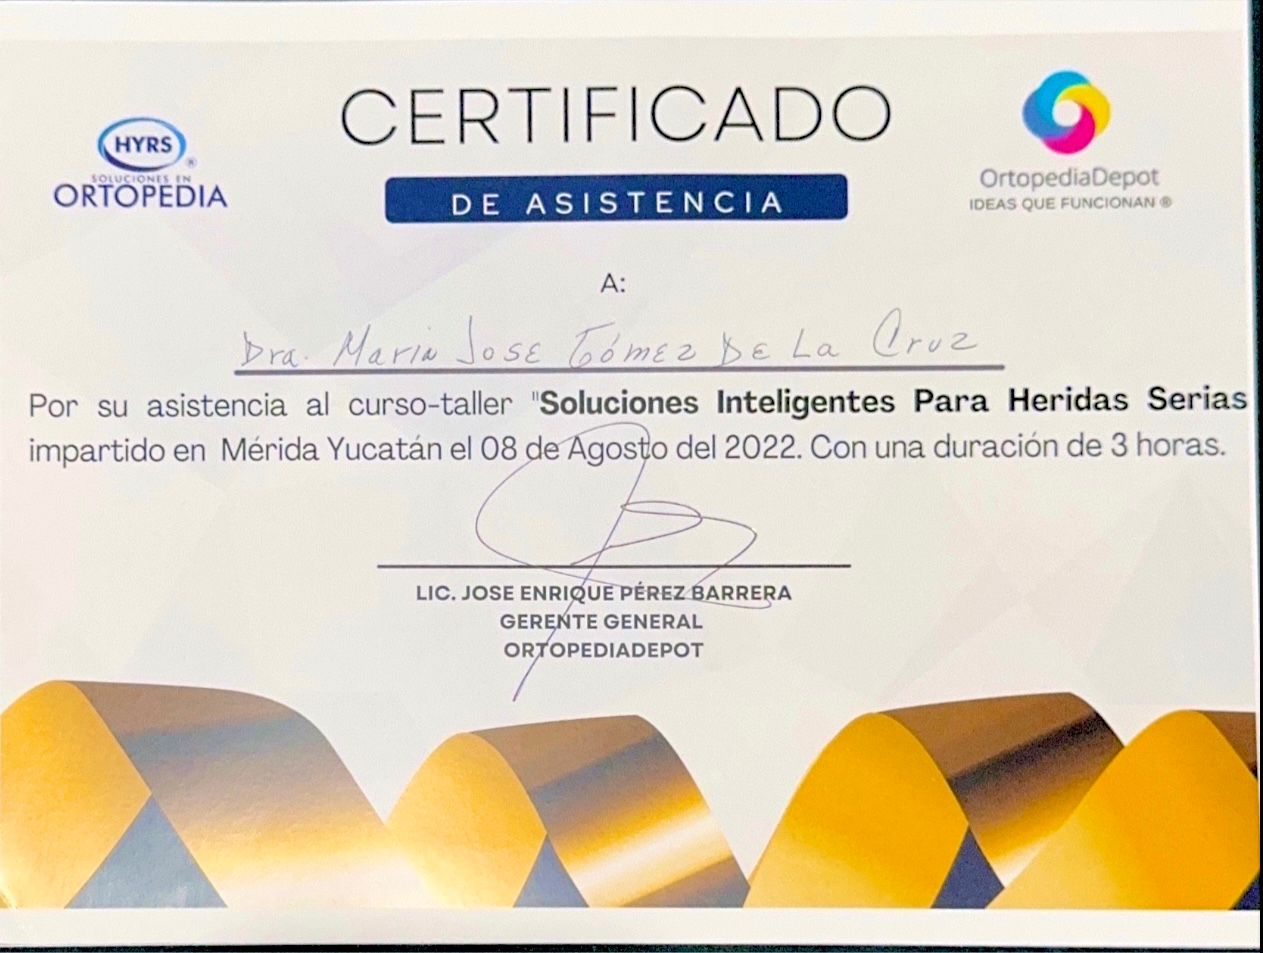 HYRS
®
SOLUCIONES EN
ORTOPEDIA
CERTIFICADO
DE ASISTENCIA
OrtopediaDepot
IDEAS QUE FUNCIONAN ®
A:
Dra. Maria Jose Gómez De La Cruz
Por su asistencia al curso-taller "Soluciones Inteligentes Para Heridas Serias
impartido en Mérida Yucatán el 08 de Agosto del 2022. Con una duración de 3 horas.
LIC. JOSE ENRIQUE PÉREZ BARRERA
GERENTE GENERAL
ORTOPEDIADEPOT